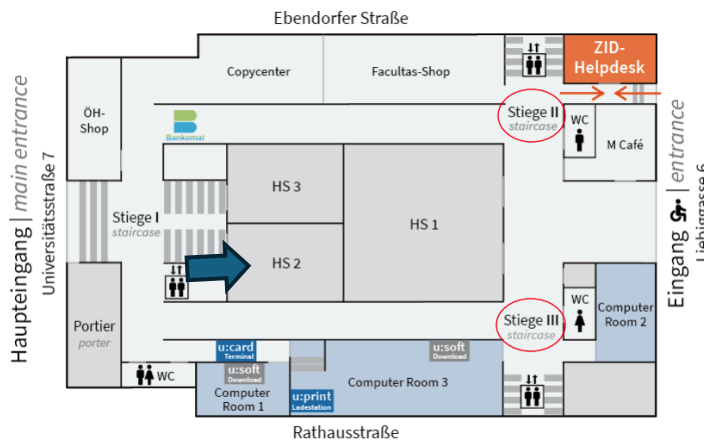 Ebendorfer Straße
Haupteingang | main entrance
Universitätsstraße 7
ÖH-
Shop
Copycenter
Facultas-Shop
ZID-
Helpdesk
Bankomat
Stiege II
staircase
WC
M Café
Eingang | entrance
Liebiggasse 6
HS 3
HS 1
Stiege I
staircase
HS 2
Portier
porter
Stiege III
staircase
WC
Computer
Room 2
WC
u:card
Terminal
u:soft
Download
Computer
Room 1
u:print
Ladestation
u:soft
Download
Computer Room 3
Rathausstraße